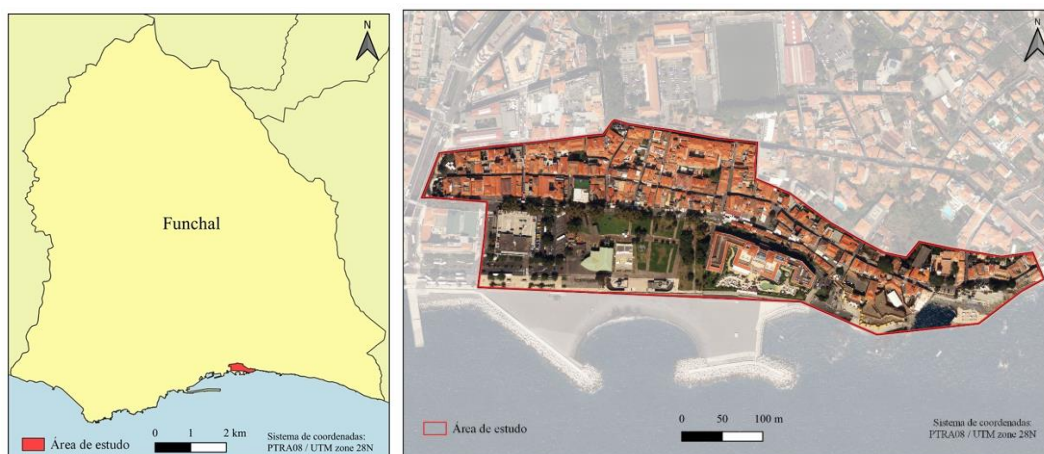 N
Funchal
Área de estudo
0 1 2 km
Sistema de coordenadas:
PTRA08 / UTM zone 28N
N
Área de estudo
0 50 100 m
Sistema de coordenadas:
PTRA08 / UTM zone 28N